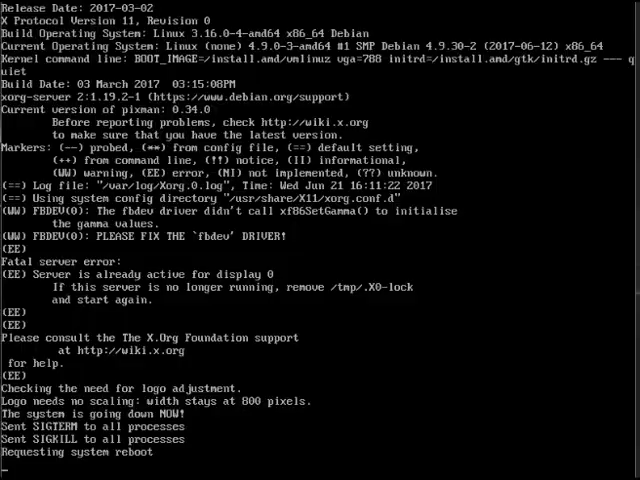 Release Date: 2017-03-02
X Protocol Version 11, Revision 0
Build Operating System: Linux 3.16.0-4-amd64 x86_64 Debian
Current Operating System: Linux (none) 4.9.0-3-amd64 #1 SMP Debian 4.9.30-2 (2017-06-12) x86_64
Kernel command line: BOOT_IMAGE=/install.amd/vmlinuz vga=788 initrd=/install.amd/gtk/initrd.gz --- q
uiet
Build Date: 03 March 2017  03:15:08PM
xorg-server 2:1.19.2-1 (https://www.debian.org/support)
Current version of pixman: 0.34.0
Before reporting problems, check http://wiki.x.org
to make sure that you have the latest version.
Markers: (--) probed, (**) from config file, (==) default setting,
(++) from command line, (!!) notice, (II) informational,
(WW) warning, (EE) error, (NI) not implemented, (??) unknown.
(==) Log file: "/var/log/Xorg.0.log", Time: Wed Jun 21 16:11:22 2017
(==) Using system config directory "/usr/share/X11/xorg.conf.d"
(WW) FBDEV(0): The fbdev driver didn't call xf86SetGamma() to initialise
the gamma values.
(WW) FBDEV(0): PLEASE FIX THE `fbdev' DRIVER!
(EE)
Fatal server error:
(EE) Server is already active for display 0
If this server is no longer running, remove /tmp/.X0-lock
and start again.
(EE)
(EE)
Please consult the The X.Org Foundation support
at http://wiki.x.org
for help.
(EE)
Checking the need for logo adjustment.
Logo needs no scaling: width stays at 800 pixels.
The system is going down NOW!
Sent SIGTERM to all processes
Sent SIGKILL to all processes
Requesting system reboot
_